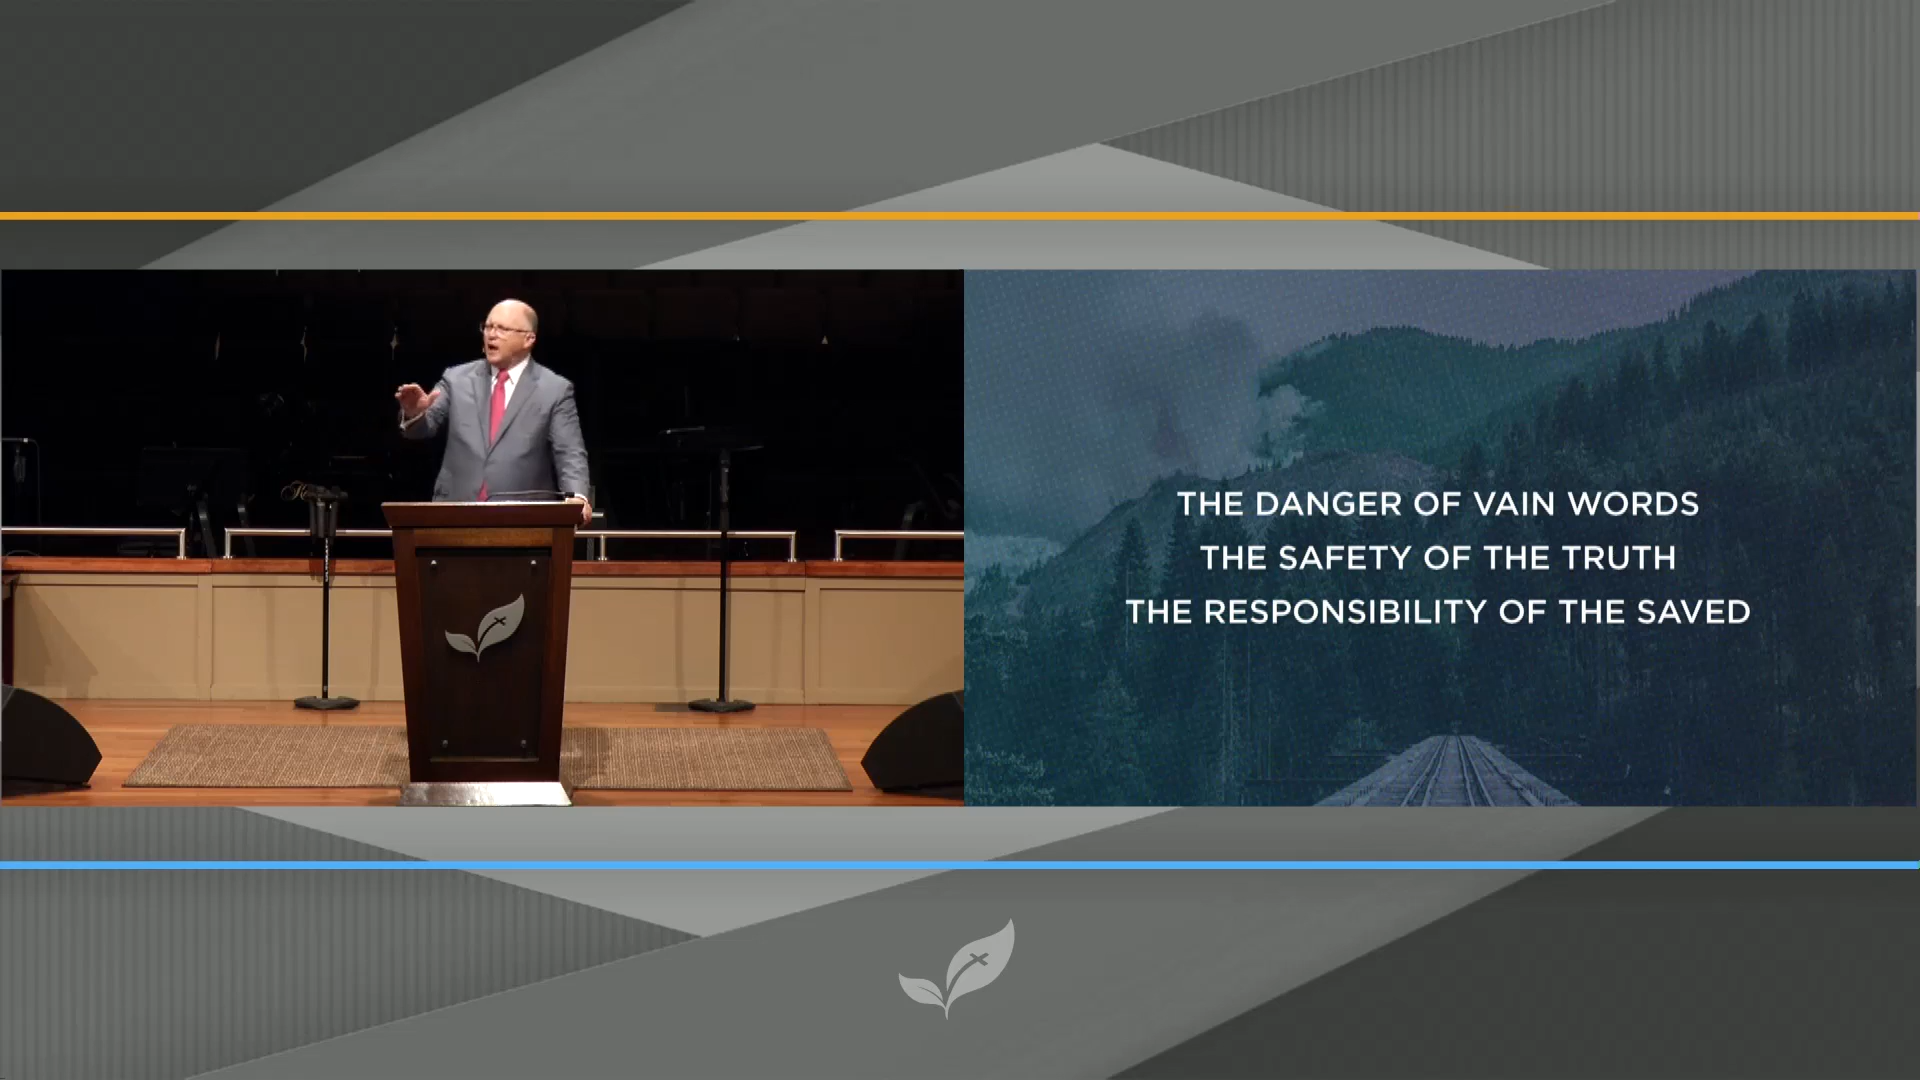 THE DANGER OF VAIN WORDS
THE SAFETY OF THE TRUTH
THE RESPONSIBILITY OF THE SAVED